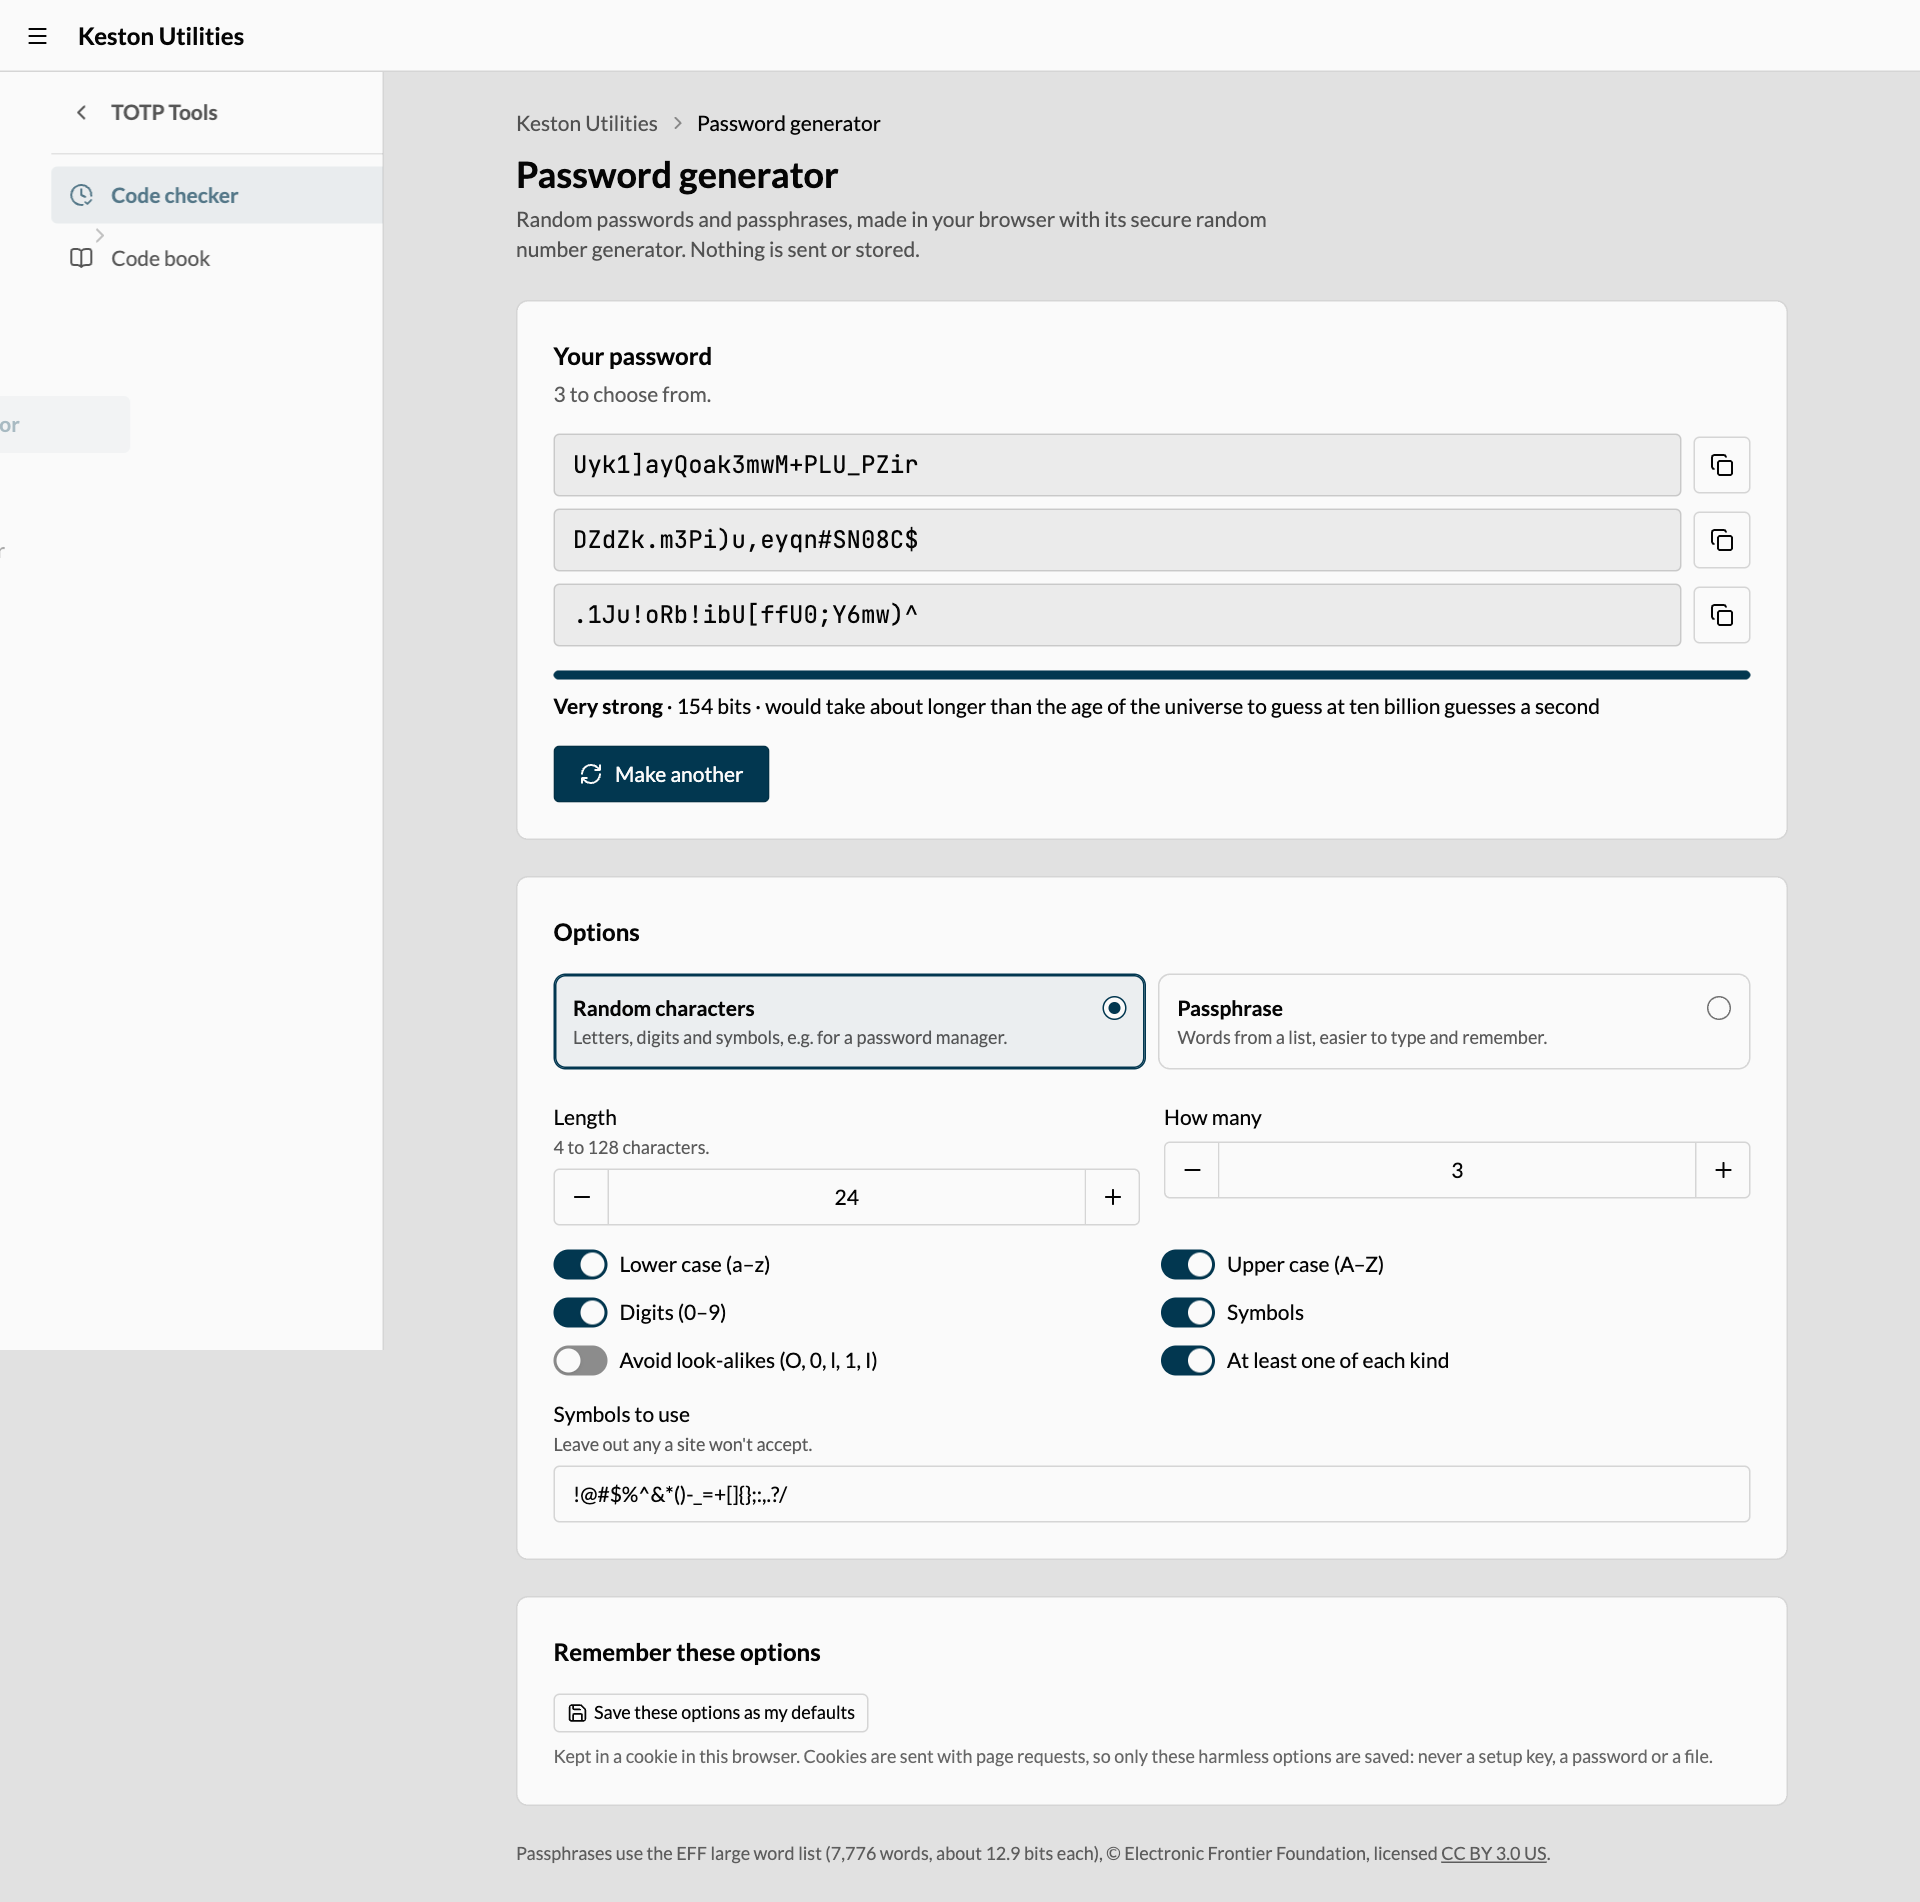 Keston Utilities
TOTP Tools
Code checker
Code book
or
r
Keston Utilities > Password generator
Password generator
Random passwords and passphrases, made in your browser with its secure random
number generator. Nothing is sent or stored.
Your password
3 to choose from.
Uyk1]ayQoak3mwM+PLU_PZir
DZdZk.m3Pi)u,eyqn#SN08C$
.1Ju!oRb!ibU[ffU0;Y6mw)^
Very strong · 154 bits · would take about longer than the age of the universe to guess at ten billion guesses a second
Make another
Options
Random characters
Letters, digits and symbols, e.g. for a password manager.
Passphrase
Words from a list, easier to type and remember.
Length
4 to 128 characters.
24
How many
3
Lower case (a–z)
Upper case (A–Z)
Digits (0–9)
Symbols
Avoid look-alikes (O, 0, l, 1, I)
At least one of each kind
Symbols to use
Leave out any a site won't accept.
!@#$%^&*()-_=+[]{};:,.?/
Remember these options
Save these options as my defaults
Kept in a cookie in this browser. Cookies are sent with page requests, so only these harmless options are saved: never a setup key, a password or a file.
Passphrases use the EFF large word list (7,776 words, about 12.9 bits each), © Electronic Frontier Foundation, licensed CC BY 3.0 US.